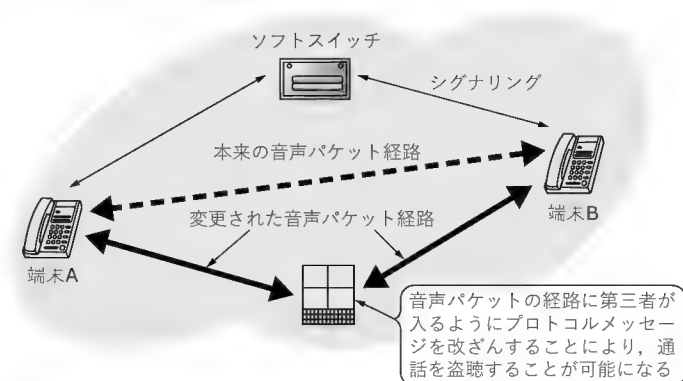 ソフトスイッチ
シグナリング
本来の音声パケット経路
端末B
変更された音声パケット経路
端末A
音声パケットの経路に第三者が
入るようにプロトコルメッセー
ジを改ざんすることにより，通
話を盗聴することが可能になる